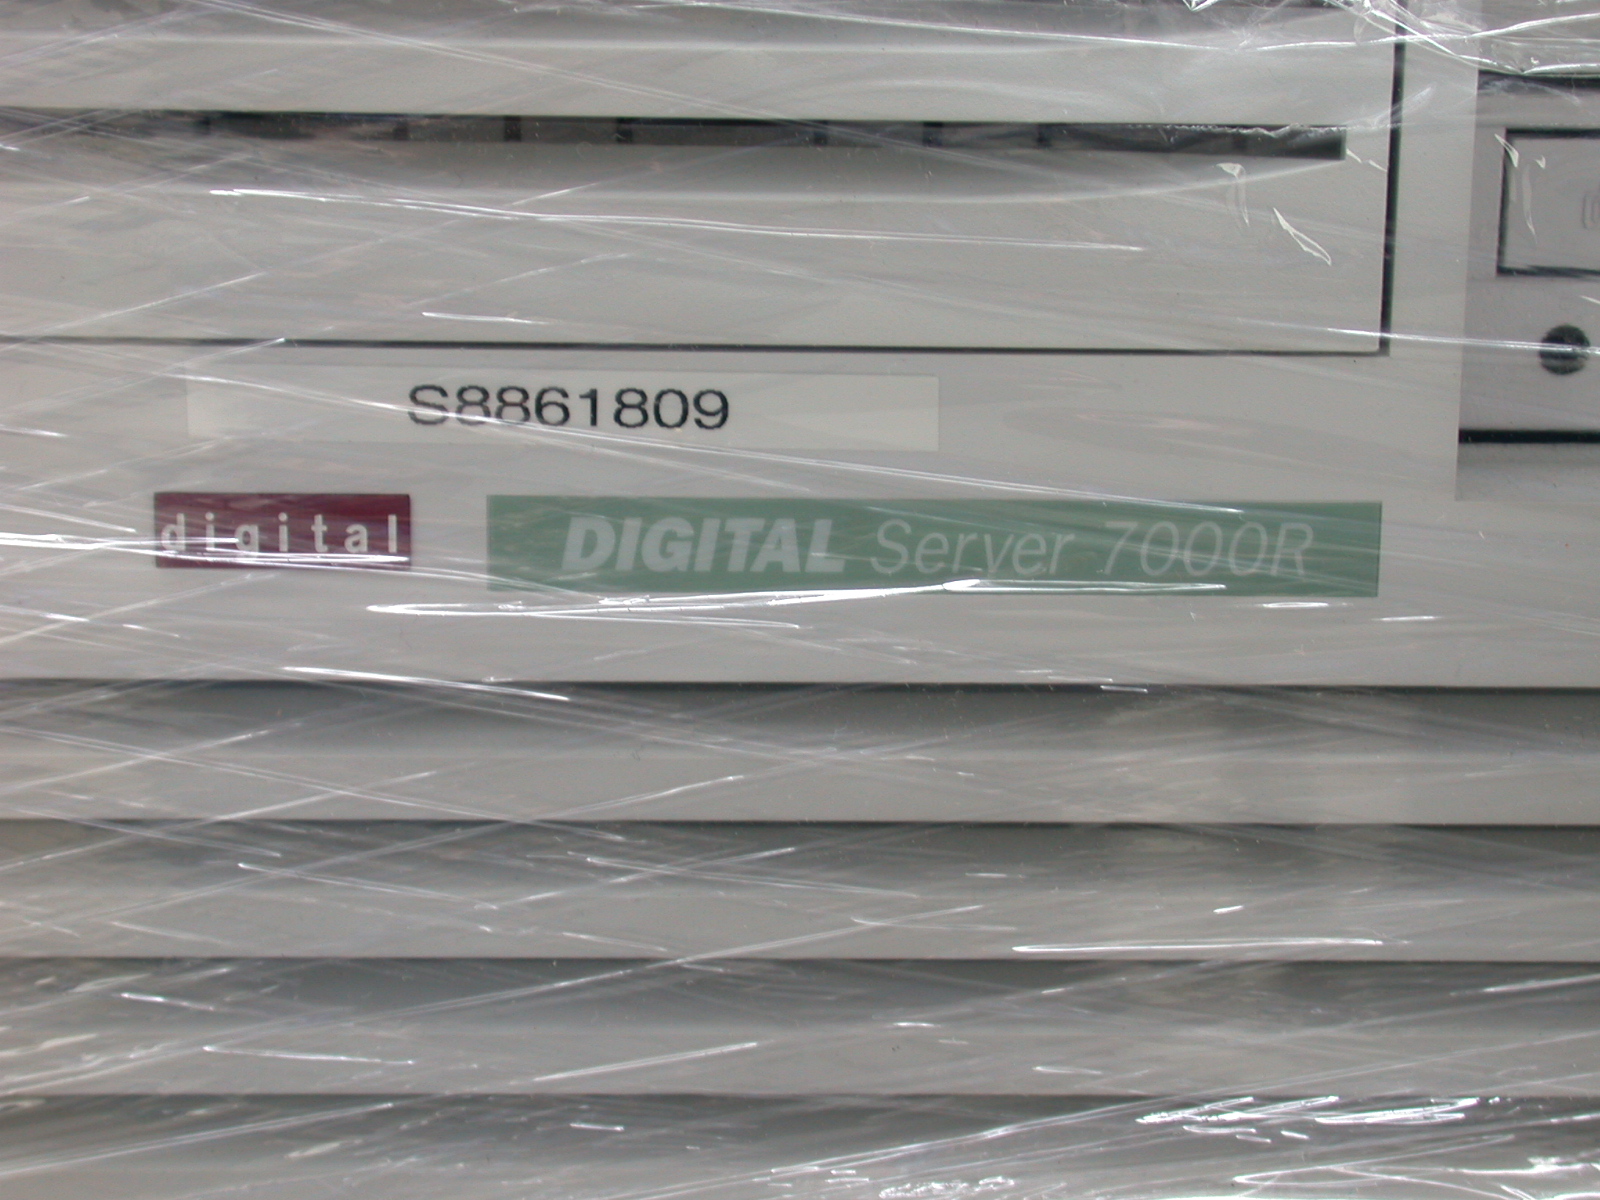 S8861809
digital
DIGITAL Server 7000R